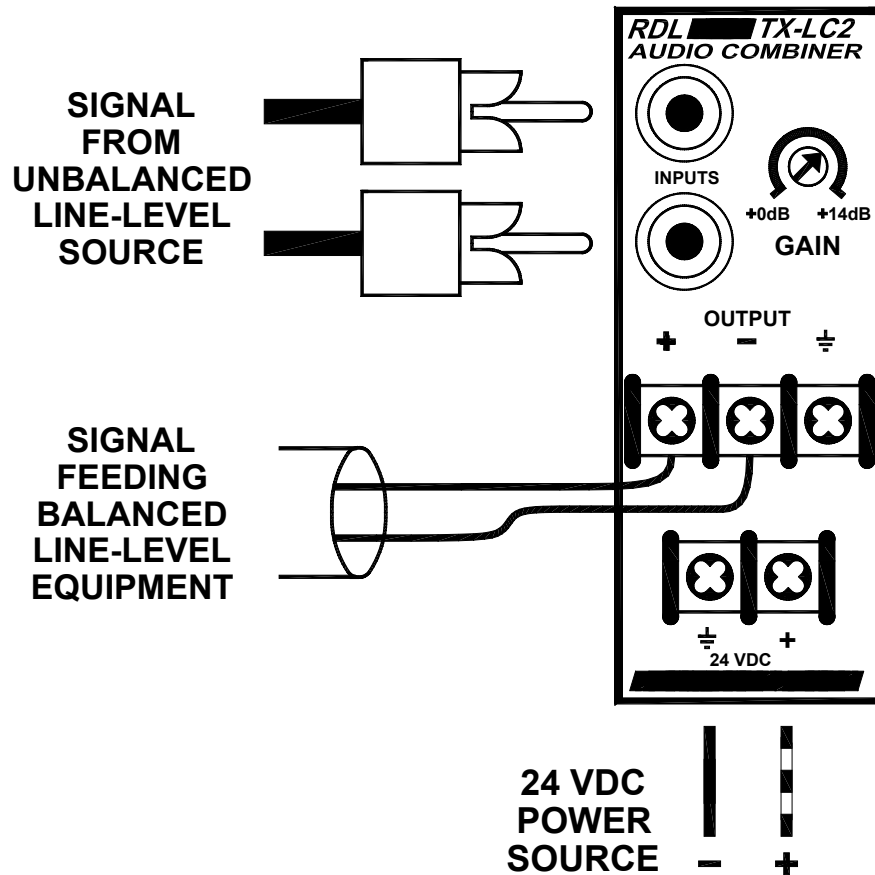 RDL TX-LC2
AUDIO COMBINER
SIGNAL
FROM
UNBALANCED
LINE-LEVEL
SOURCE
INPUTS
+0dB +14dB
GAIN
OUTPUT
+ -
SIGNAL
FEEDING
BALANCED
LINE-LEVEL
EQUIPMENT
+
24 VDC
24 VDC
POWER
SOURCE
- +